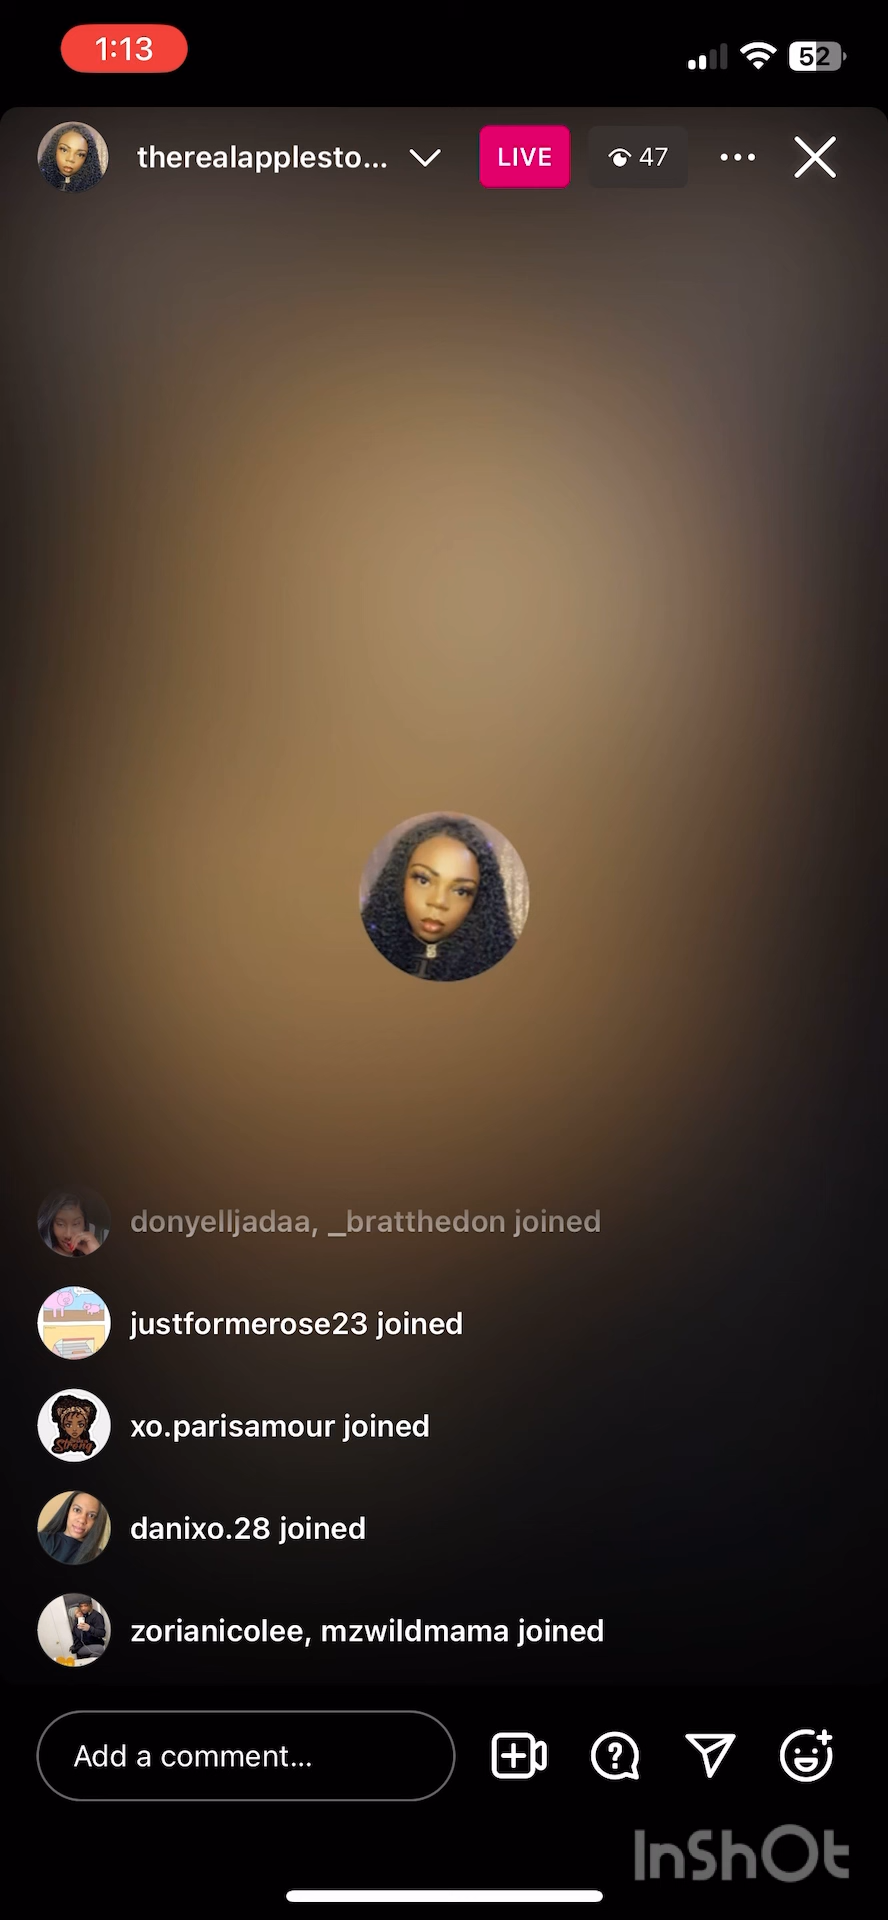 1:13
52
therealapplesto...
LIVE
47
donyelljadaa, _bratthedon joined
justformerose23 joined
xo.parisamour joined
Strong
danixo.28 joined
zorianicolee, mzwildmama joined
Add a comment...
InShOt